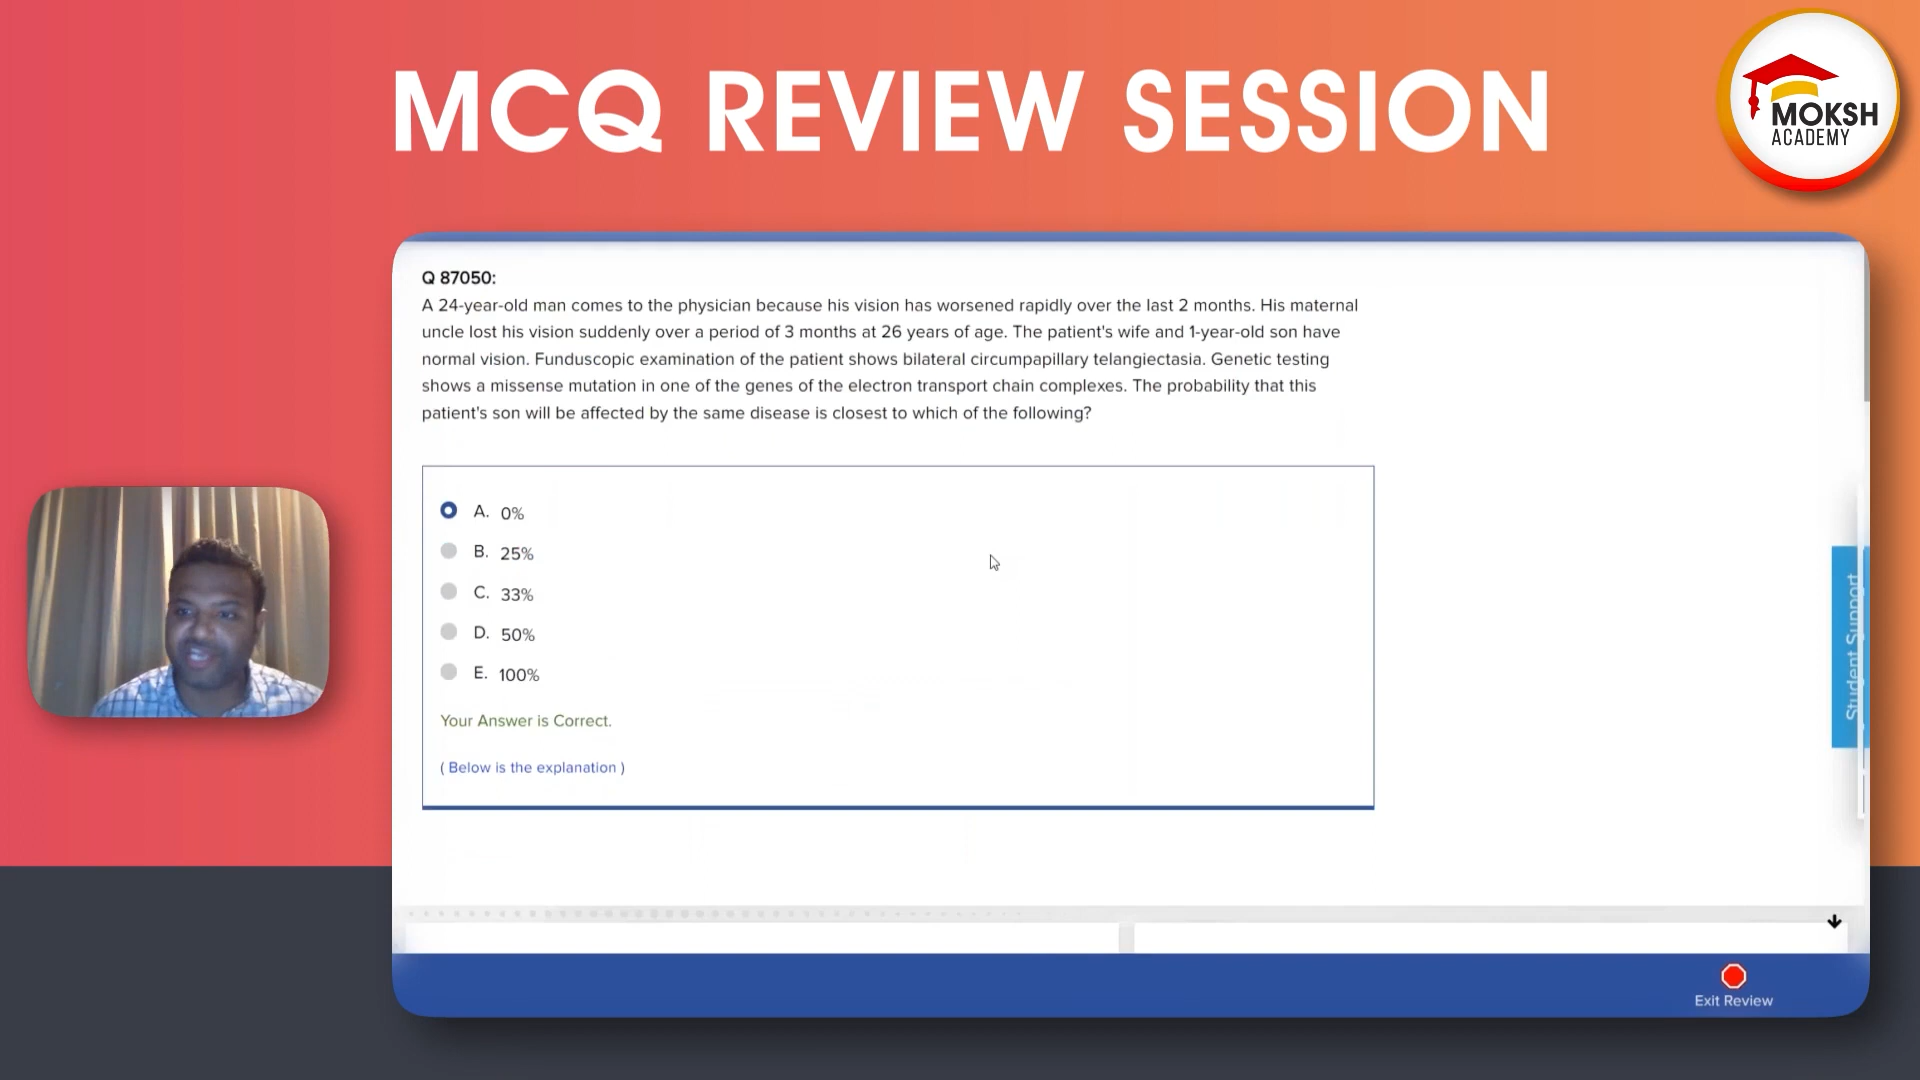 MCQ REVIEW SESSION
MOKSH
ACADEMY
Q 87050:
A 24-year-old man comes to the physician because his vision has worsened rapidly over the last 2 months. His maternal
uncle lost his vision suddenly over a period of 3 months at 26 years of age. The patient's wife and 1-year-old son have
normal vision. Funduscopic examination of the patient shows bilateral circumpapillary telangiectasia. Genetic testing
shows a missense mutation in one of the genes of the electron transport chain complexes. The probability that this
patient's son will be affected by the same disease is closest to which of the following?
A. 0%
B. 25%
C. 33%
D. 50%
E. 100%
Your Answer is Correct.
( Below is the explanation )
Student Support
Exit Review